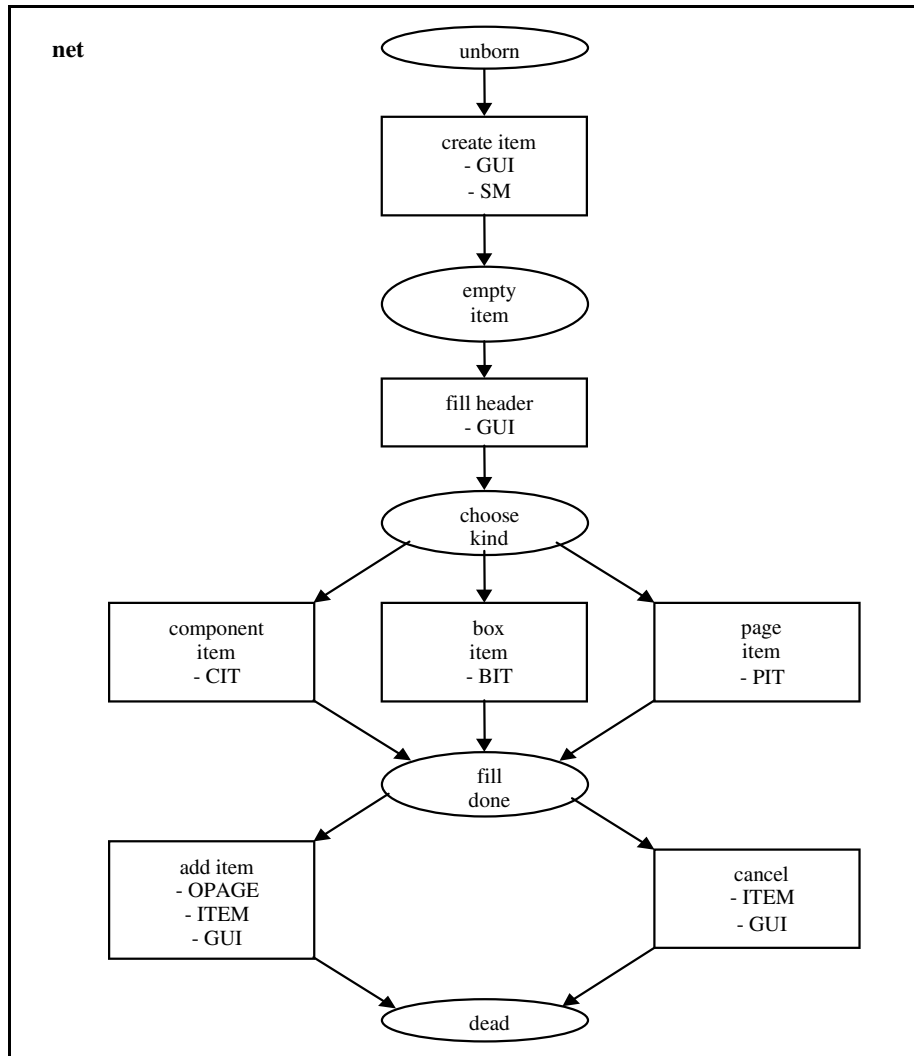 net
unborn
create item
- GUI
- SM
empty
item
fill header
- GUI
choose
kind
component
item
- CIT
box
item
- BIT
page
item
- PIT
fill
done
add item
- OPAGE
- ITEM
- GUI
cancel
- ITEM
- GUI
dead